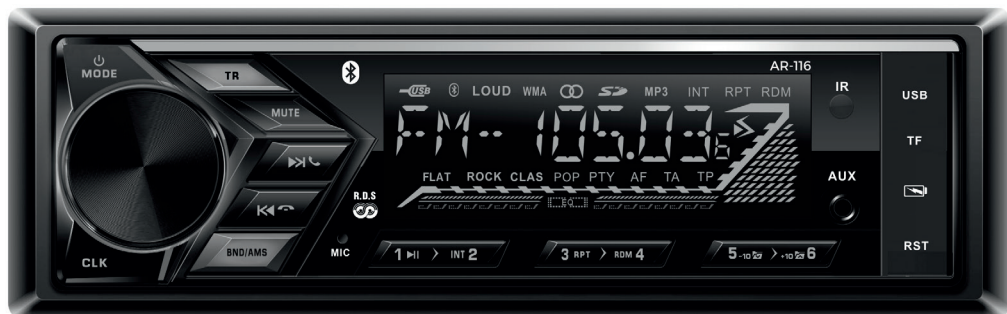 MODE
TR
MUTE
BND/AMS
CLK
R.D.S
MIC
AR-116
USB LOUD WMA SD MP3 INT RPT RDM
FM--105.03 6
FLAT ROCK CLAS POP PTY AF TA TP
EQ
1 > INT 2
3 RPT > RDM 4
5 -10 > +10 6
IR
AUX
USB
TF
RST